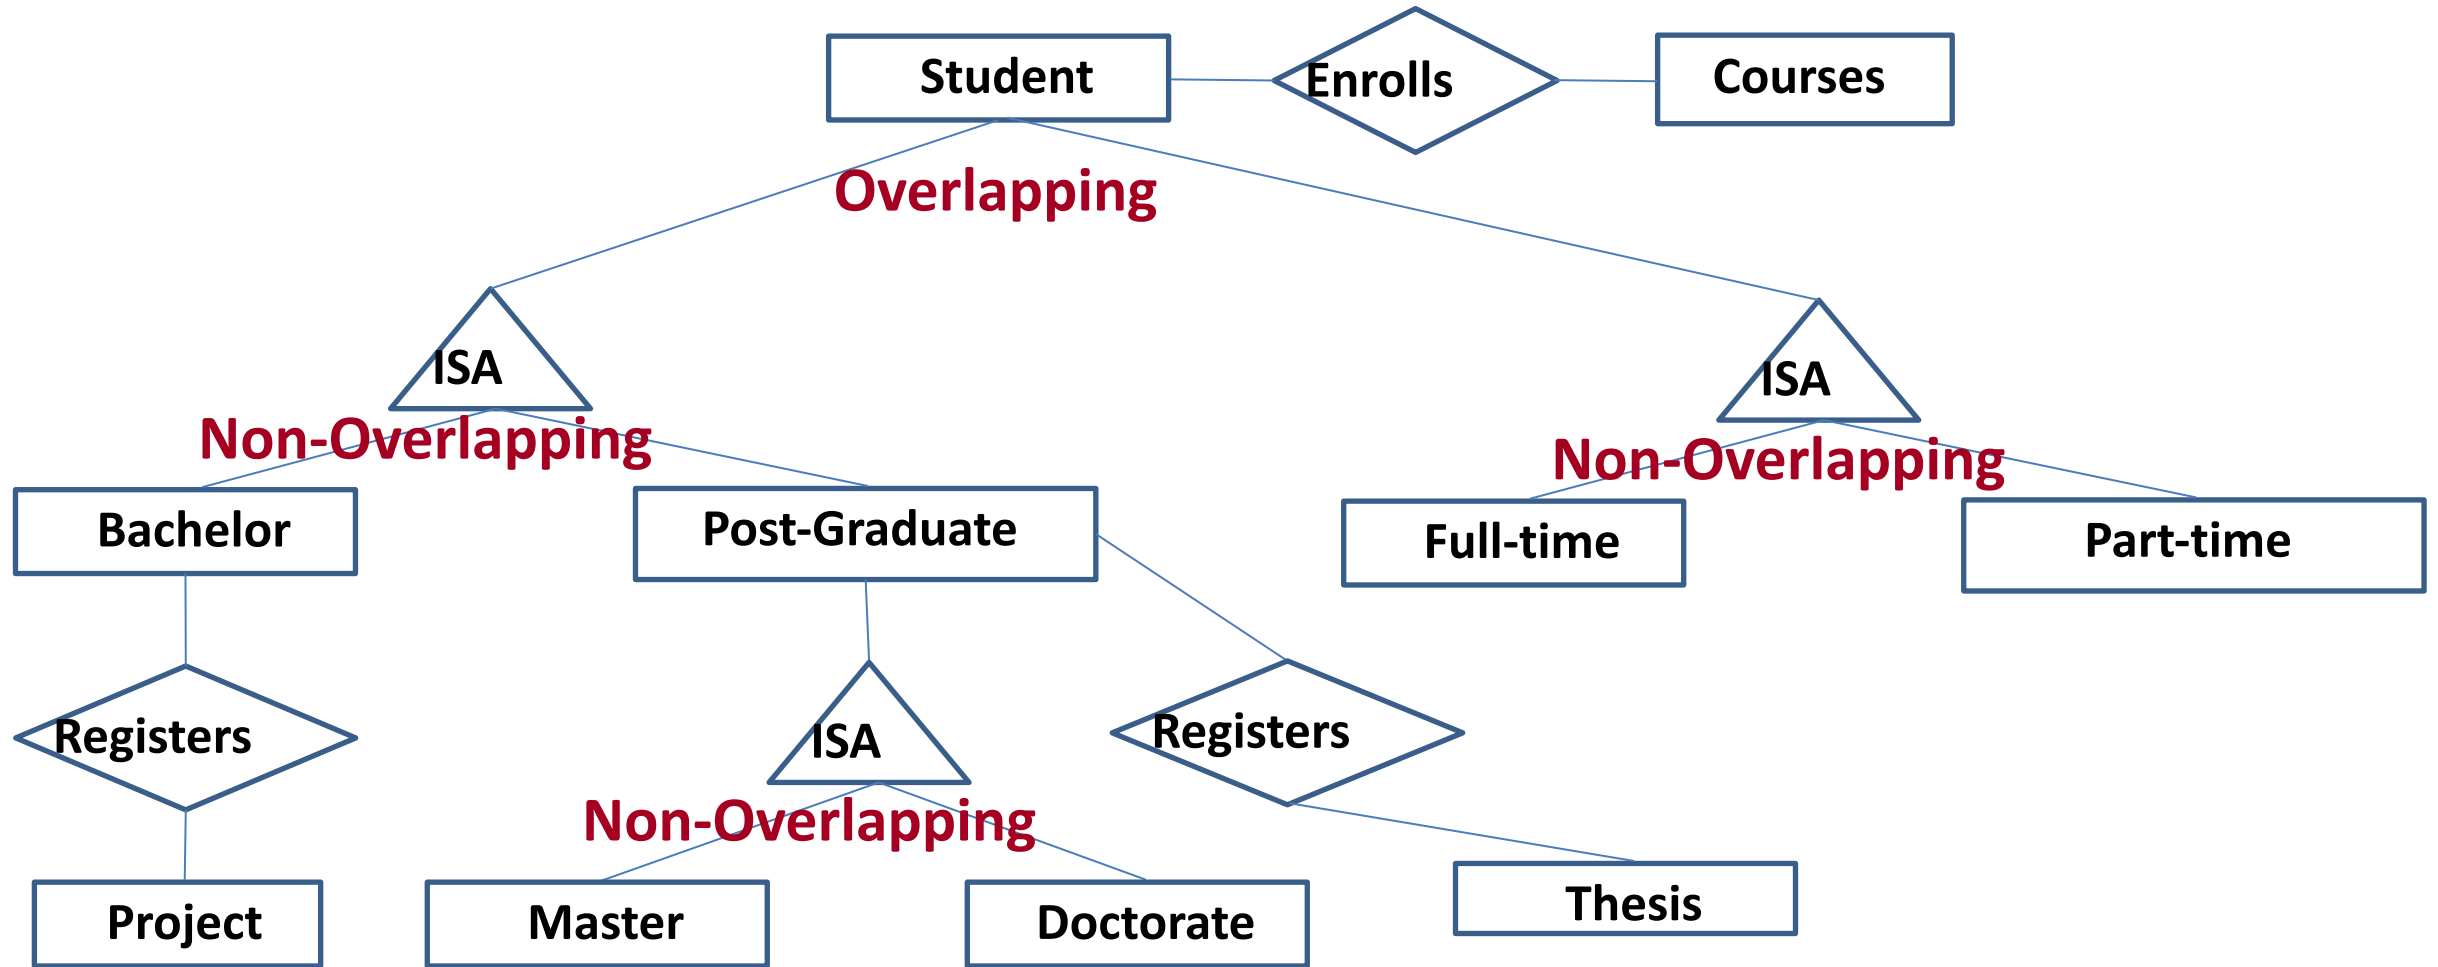 Student
Enrolls
Courses
Overlapping
ISA
ISA
Non-Overlapping
Non-Overlapping
Bachelor
Post-Graduate
Full-time
Part-time
Registers
ISA
Registers
Non-Overlapping
Project
Master
Doctorate
Thesis